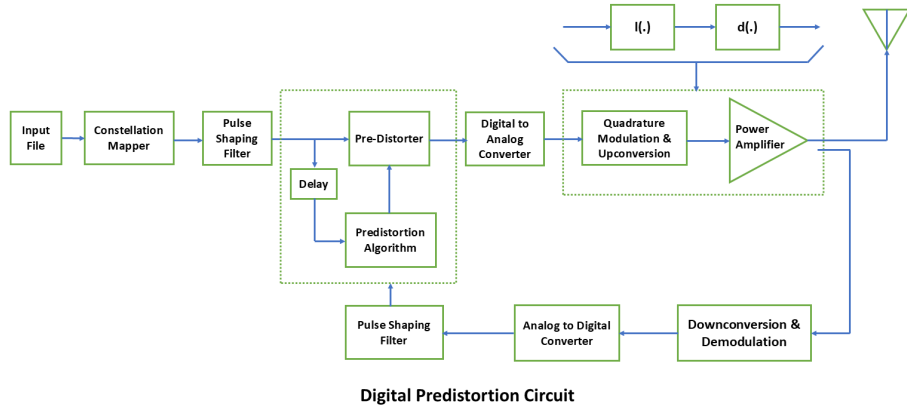 l(.)
d(.)
Input
File
Constellation
Mapper
Pulse
Shaping
Filter
Pre-Distorter
Delay
Predistortion
Algorithm
Digital to
Analog
Converter
Quadrature
Modulation &
Upconversion
Power
Amplifier
Pulse Shaping
Filter
Analog to Digital
Converter
Downconversion &
Demodulation
Digital Predistortion Circuit